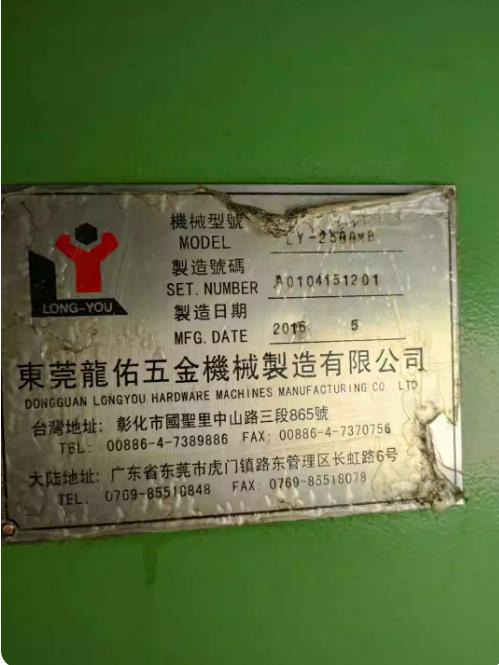 機械型號
MODEL LY-2500MB
製造號碼
SET. NUMBER A0104151201
製造日期
MFG. DATE 2015 5
LONG-YOU
東莞龍佑五金機械製造有限公司
DONGGUAN LONGYOU HARDWARE MACHINES MANUFACTURING CO., LTD
台灣地址: 彰化市國聖里中山路三段865號
TEL: 00886-4-7389886 FAX: 00886-4-7370756
大陆地址: 广东省东莞市虎门镇路东管理区长虹路6号
TEL: 0769-85518848 FAX: 0769-85518078